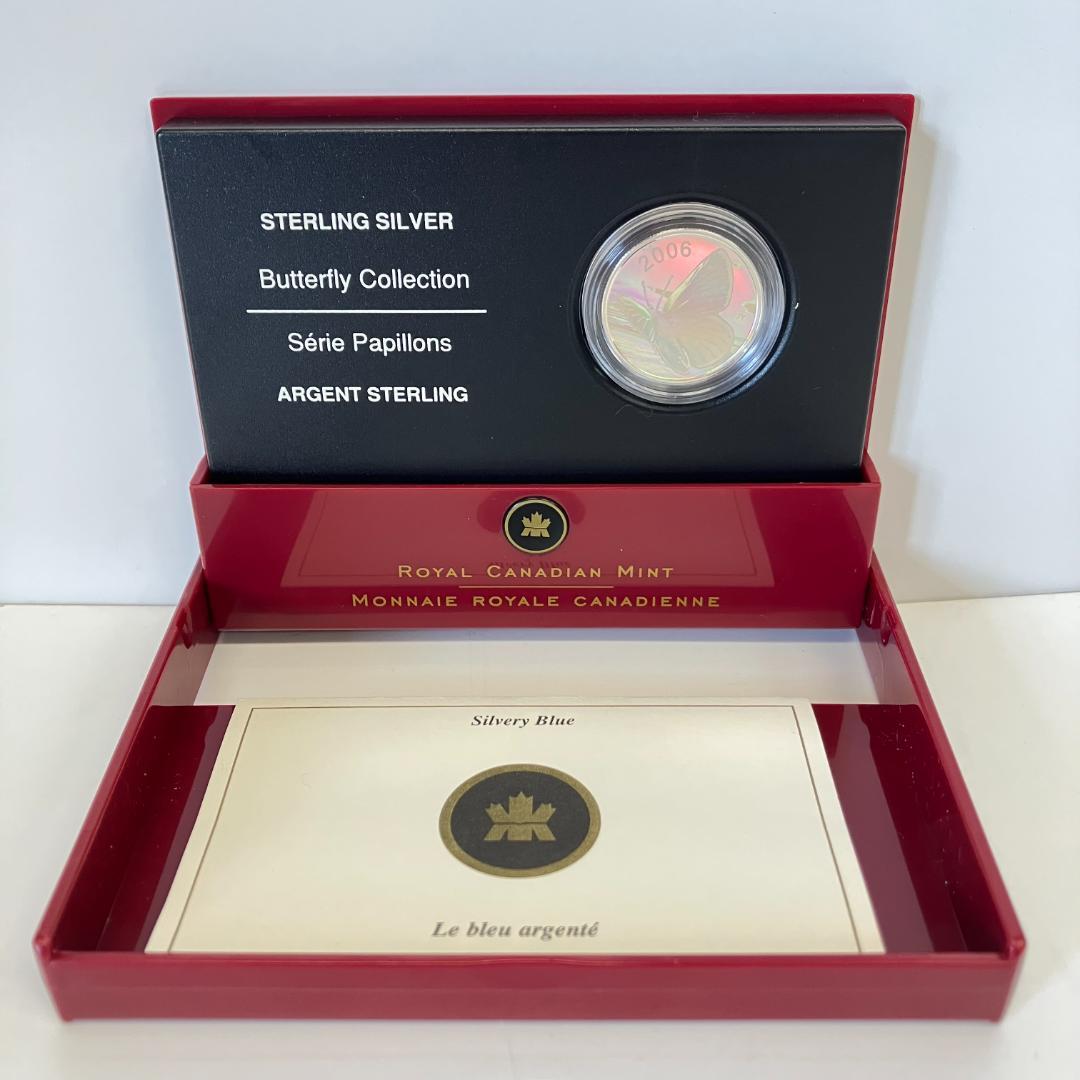 STERLING SILVER
Butterfly Collection
Série Papillons
ARGENT STERLING
2006
ROYAL CANADIAN MINT
MONNAIE ROYALE CANADIENNE
Silvery Blue
Le bleu argenté